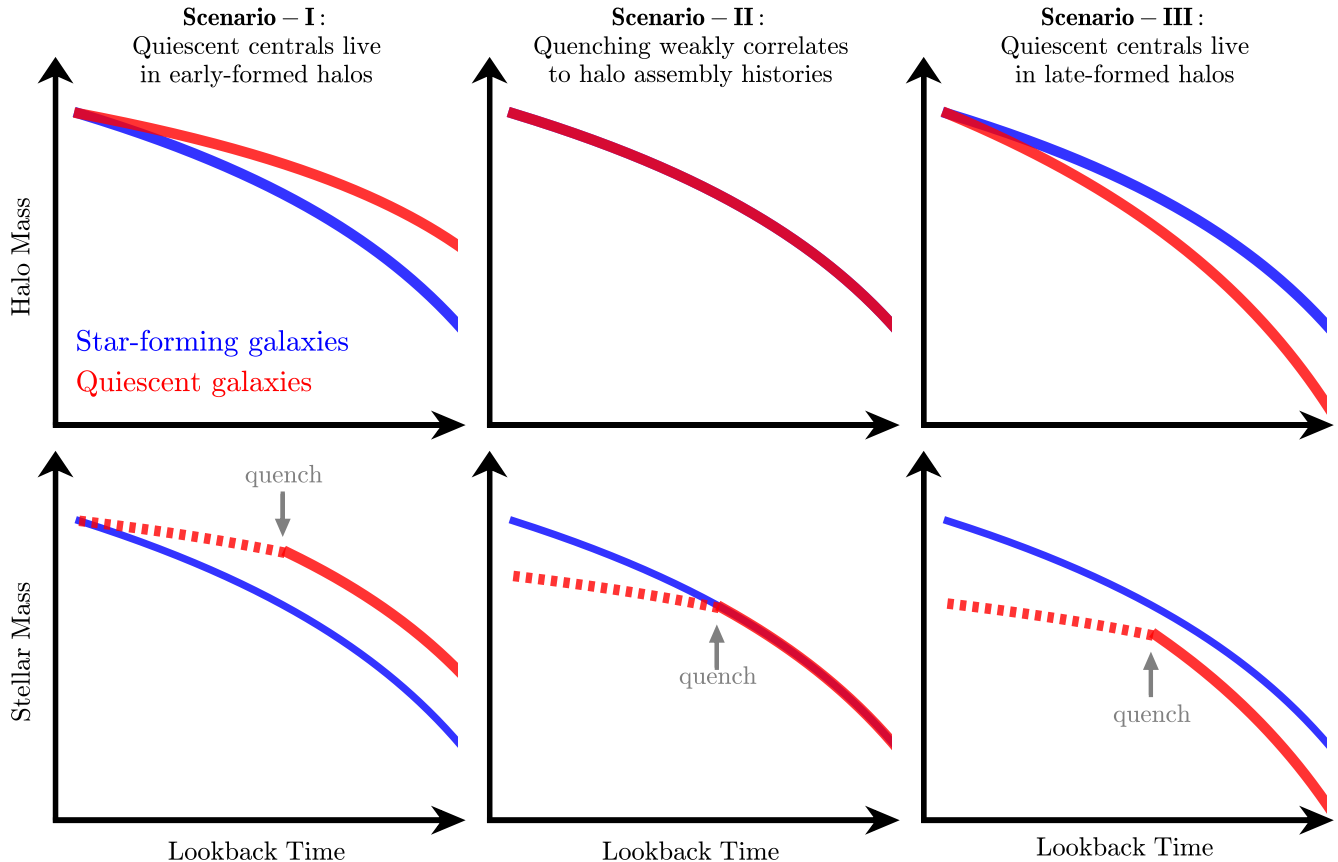 Scenario – I:
Quiescent centrals live
in early-formed halos
Scenario – II:
Quenching weakly correlates
to halo assembly histories
Scenario – III:
Quiescent centrals live
in late-formed halos
Halo Mass
Star-forming galaxies
Quiescent galaxies
Stellar Mass
quench
quench
quench
Lookback Time
Lookback Time
Lookback Time